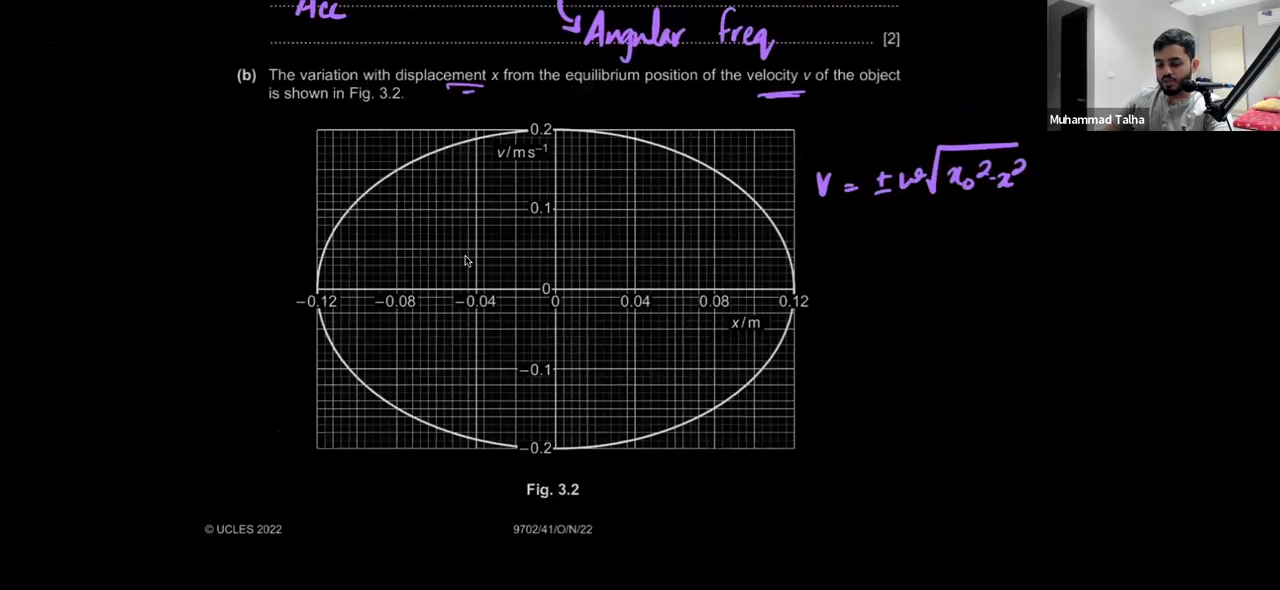 Acc
Angular freq
[2]
(b) The variation with displacement x from the equilibrium position of the velocity v of the object
is shown in Fig. 3.2.
Muhammad Talha
0.2
v/ms⁻¹
v = ±ω√x₀²-x²
0.1
0
−0.12 −0.08 −0.04 0 0.04 0.08 0.12
x/m
−0.1
−0.2
Fig. 3.2
© UCLES 2022 9702/41/O/N/22